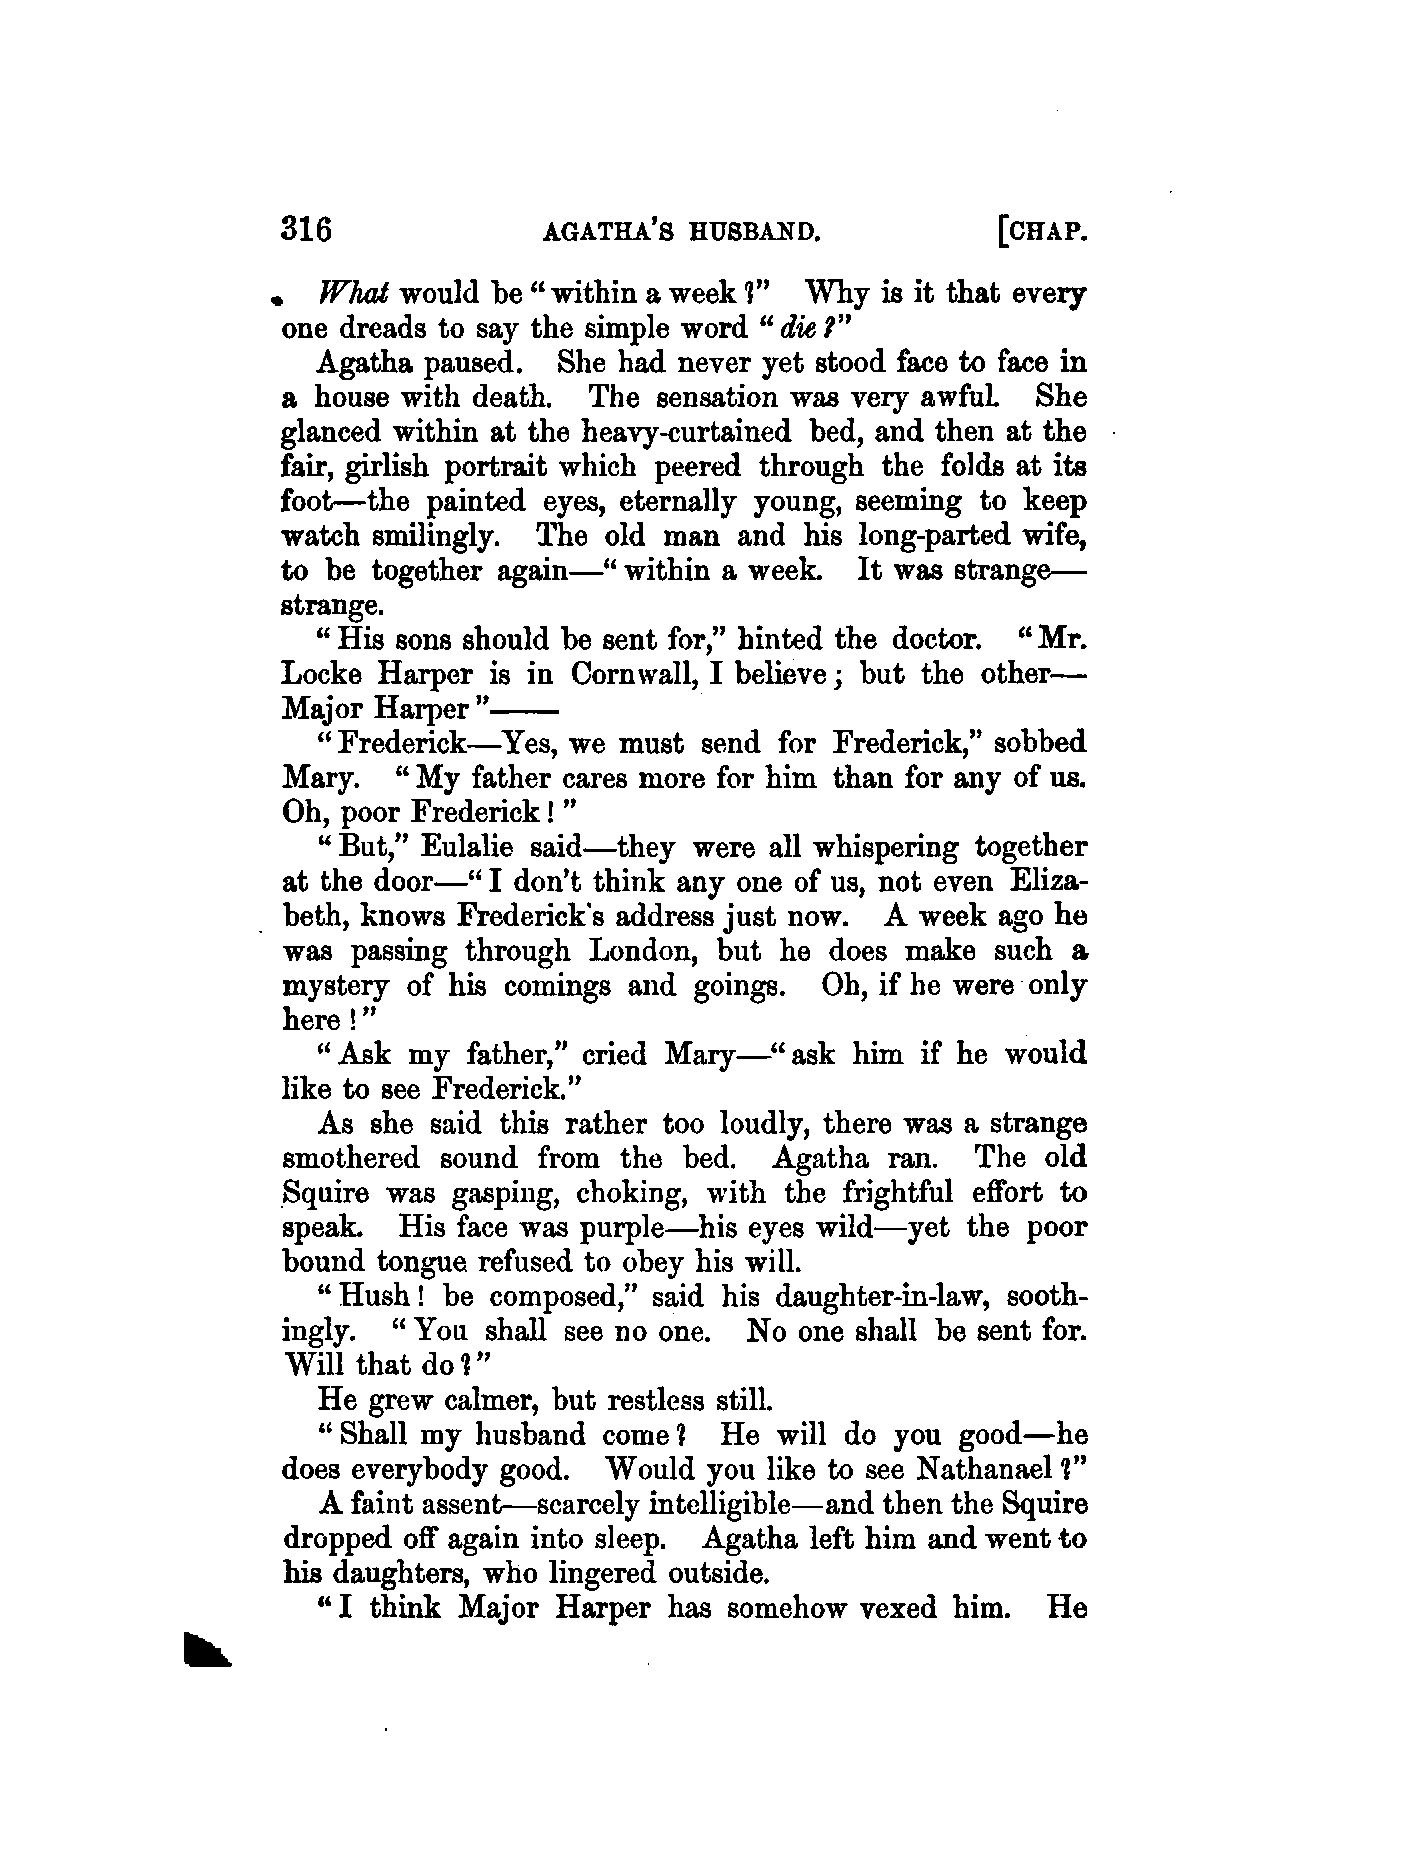 316 AGATHA'S HUSBAND. [CHAP.
What would be "within a week?" Why is it that every
one dreads to say the simple word "die?"
Agatha paused. She had never yet stood face to face in
a house with death. The sensation was very awful. She
glanced within at the heavy-curtained bed, and then at the
fair, girlish portrait which peered through the folds at its
foot—the painted eyes, eternally young, seeming to keep
watch smilingly. The old man and his long-parted wife,
to be together again—"within a week. It was strange—
strange.
"His sons should be sent for," hinted the doctor. "Mr.
Locke Harper is in Cornwall, I believe; but the other—
Major Harper"——
"Frederick—Yes, we must send for Frederick," sobbed
Mary. "My father cares more for him than for any of us.
Oh, poor Frederick!"
"But," Eulalie said—they were all whispering together
at the door—"I don't think any one of us, not even Eliza-
beth, knows Frederick's address just now. A week ago he
was passing through London, but he does make such a
mystery of his comings and goings. Oh, if he were only
here!"
"Ask my father," cried Mary—"ask him if he would
like to see Frederick."
As she said this rather too loudly, there was a strange
smothered sound from the bed. Agatha ran. The old
Squire was gasping, choking, with the frightful effort to
speak. His face was purple—his eyes wild—yet the poor
bound tongue refused to obey his will.
"Hush! be composed," said his daughter-in-law, sooth-
ingly. "You shall see no one. No one shall be sent for.
Will that do?"
He grew calmer, but restless still.
"Shall my husband come? He will do you good—he
does everybody good. Would you like to see Nathanael?"
A faint assent—scarcely intelligible—and then the Squire
dropped off again into sleep. Agatha left him and went to
his daughters, who lingered outside.
"I think Major Harper has somehow vexed him. He